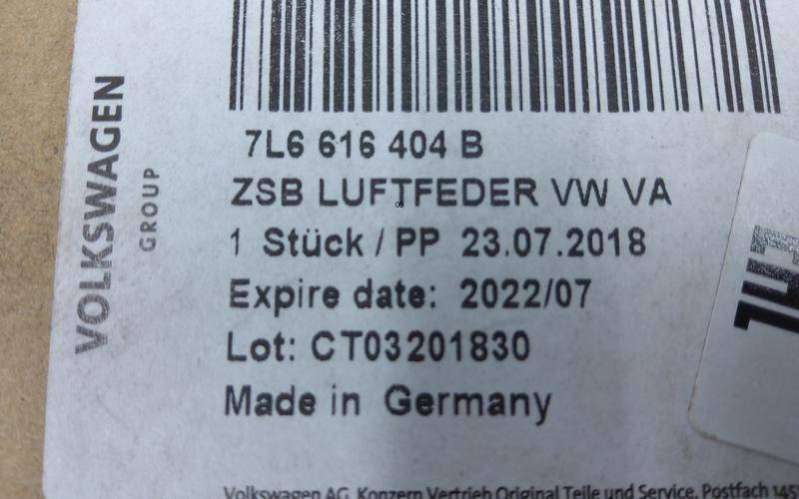 VOLKSWAGEN
GROUP
7L6 616 404 B
ZSB LUFTFEDER VW VA
1 Stück / PP 23.07.2018
Expire date: 2022/07
Lot: CT03201830
Made in Germany
Volkswagen AG, Konzern Vertrieb Original Teile und Service, Postfach